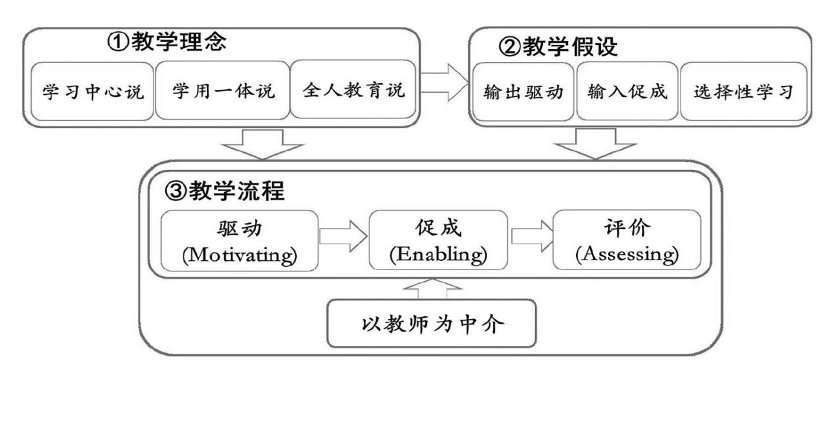 ①教学理念
学习中心说
学用一体说
全人教育说
②教学假设
输出驱动
输入促成
选择性学习
③教学流程
驱动
(Motivating)
促成
(Enabling)
评价
(Assessing)
以教师为中介